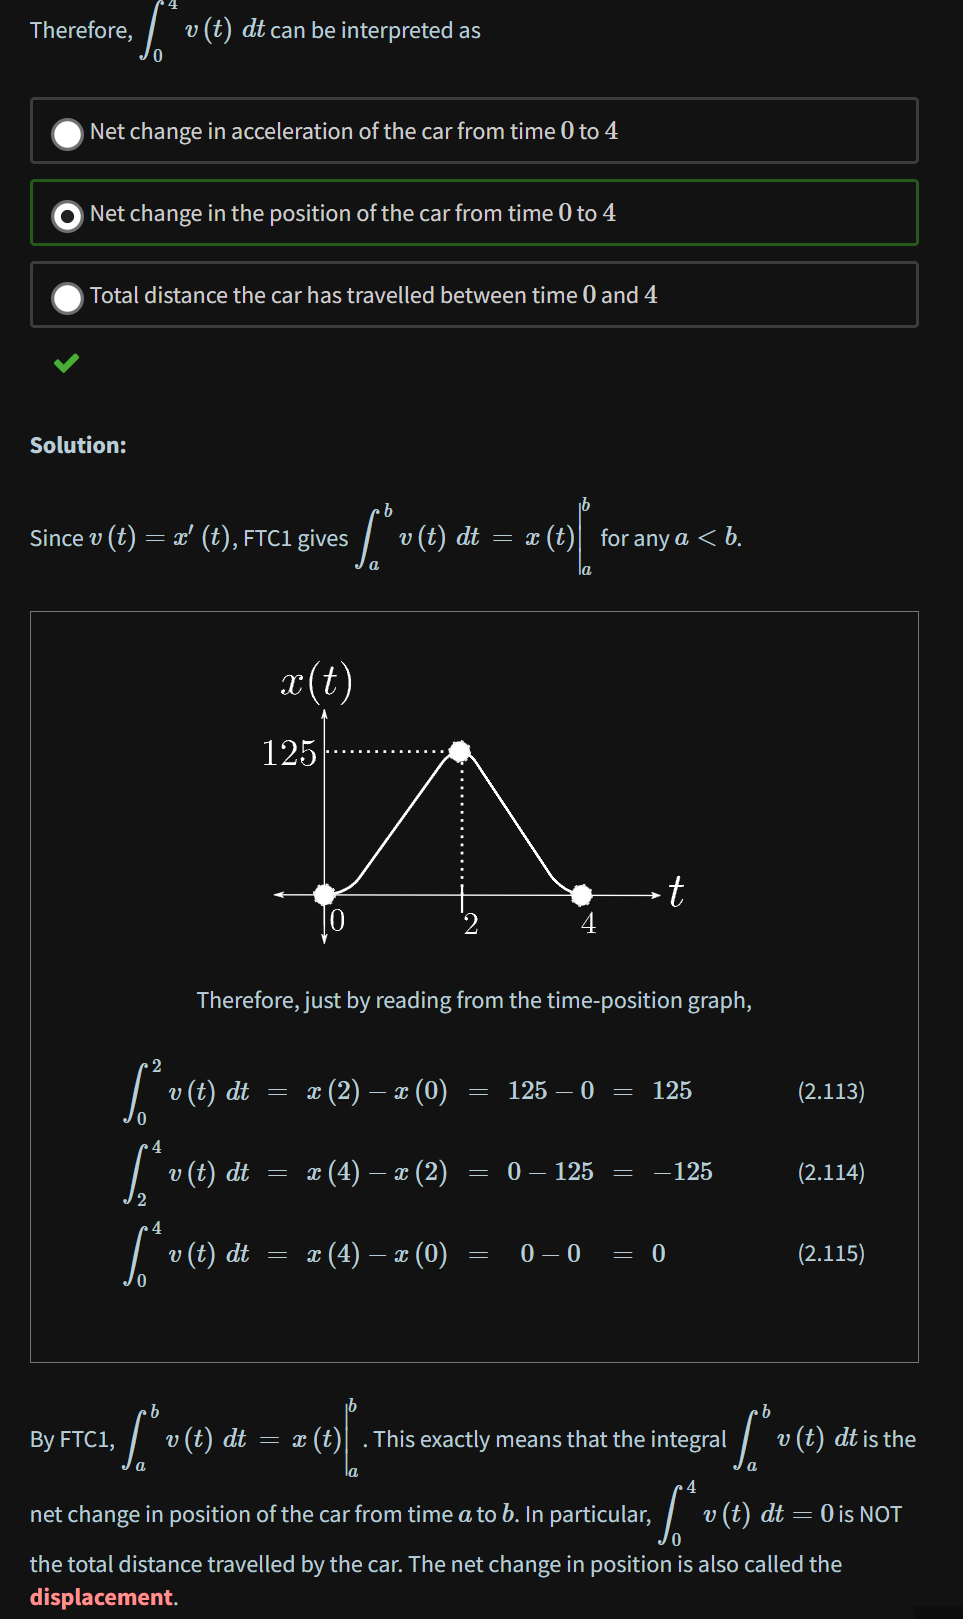 Therefore, ∫₀⁴ v (t) dt can be interpreted as
Net change in acceleration of the car from time 0 to 4
Net change in the position of the car from time 0 to 4
Total distance the car has travelled between time 0 and 4
Solution:
Since v (t) = x′ (t), FTC1 gives ∫ₐᵇ v (t) dt = x (t)|ₐᵇ for any a < b.
x(t)
125
t
0 2 4
Therefore, just by reading from the time-position graph,
∫₀² v (t) dt = x (2) − x (0) = 125 − 0 = 125 (2.113)
∫₂⁴ v (t) dt = x (4) − x (2) = 0 − 125 = −125 (2.114)
∫₀⁴ v (t) dt = x (4) − x (0) = 0 − 0 = 0 (2.115)
By FTC1, ∫ₐᵇ v (t) dt = x (t)|ₐᵇ. This exactly means that the integral ∫ₐᵇ v (t) dt is the
net change in position of the car from time a to b. In particular, ∫₀⁴ v (t) dt = 0 is NOT
the total distance travelled by the car. The net change in position is also called the
displacement.